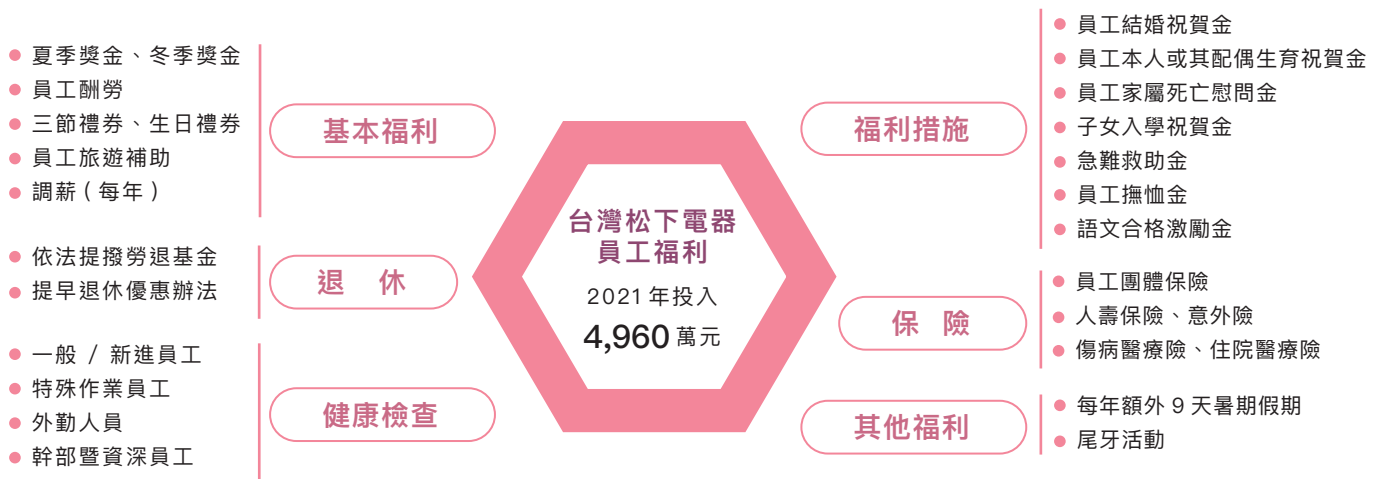 夏季獎金、冬季獎金
員工酬勞
三節禮券、生日禮券
員工旅遊補助
調薪（每年）
基本福利
依法提撥勞退基金
提早退休優惠辦法
退 休
一般 / 新進員工
特殊作業員工
外勤人員
幹部暨資深員工
健康檢查
台灣松下電器
員工福利
2021 年投入
4,960 萬元
福利措施
員工結婚祝賀金
員工本人或其配偶生育祝賀金
員工家屬死亡慰問金
子女入學祝賀金
急難救助金
員工撫恤金
語文合格激勵金
保 險
員工團體保險
人壽保險、意外險
傷病醫療險、住院醫療險
其他福利
每年額外 9 天暑期假期
尾牙活動